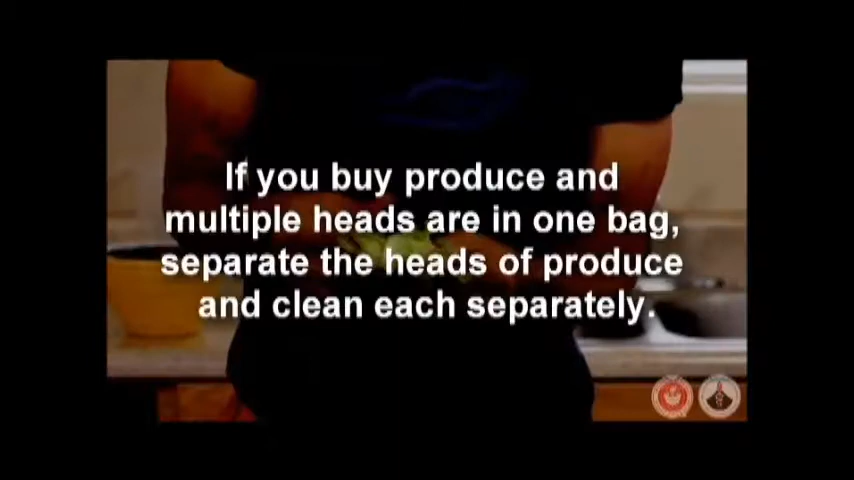 If you buy produce and
multiple heads are in one bag,
separate the heads of produce
and clean each separately.